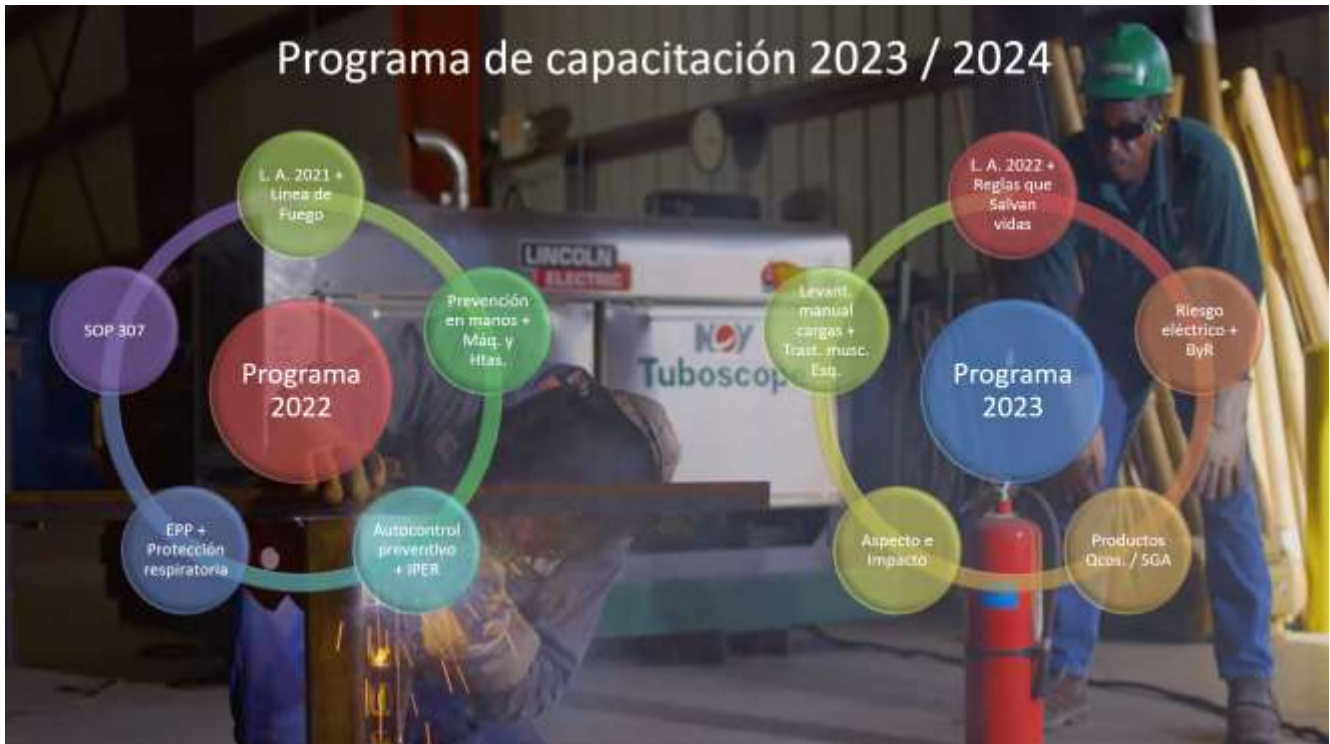 Programa de capacitación 2023 / 2024
L. A. 2021 +
Linea de
Fuego
Prevención
en manos +
Máq. y
Htas.
Autocontrol
preventivo
+ IPER
EPP +
Protección
respiratoria
SOP 307
Programa
2022
L. A. 2022 +
Reglas que
Salvan
vidas
Riesgo
eléctrico +
ByR
Productos
Qcos. / SGA
Aspecto e
Impacto
Levant.
manual
cargas +
Trast. musc.
Esq.
Programa
2023
LINCOLN
ELECTRIC
NOV
Tuboscope